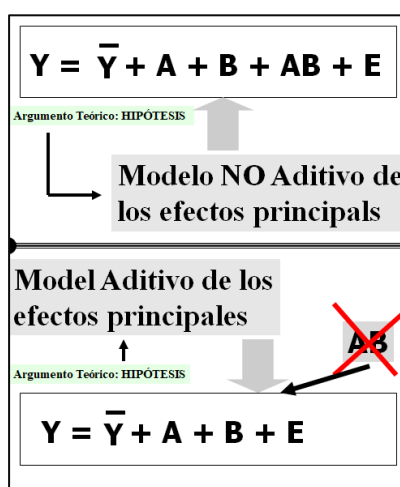 Y = Ȳ + A + B + AB + E
Argumento Teórico: HIPÓTESIS
Modelo NO Aditivo de
los efectos principals
Model Aditivo de los
efectos principales
AB
Argumento Teórico: HIPÓTESIS
Y = Ȳ + A + B + E